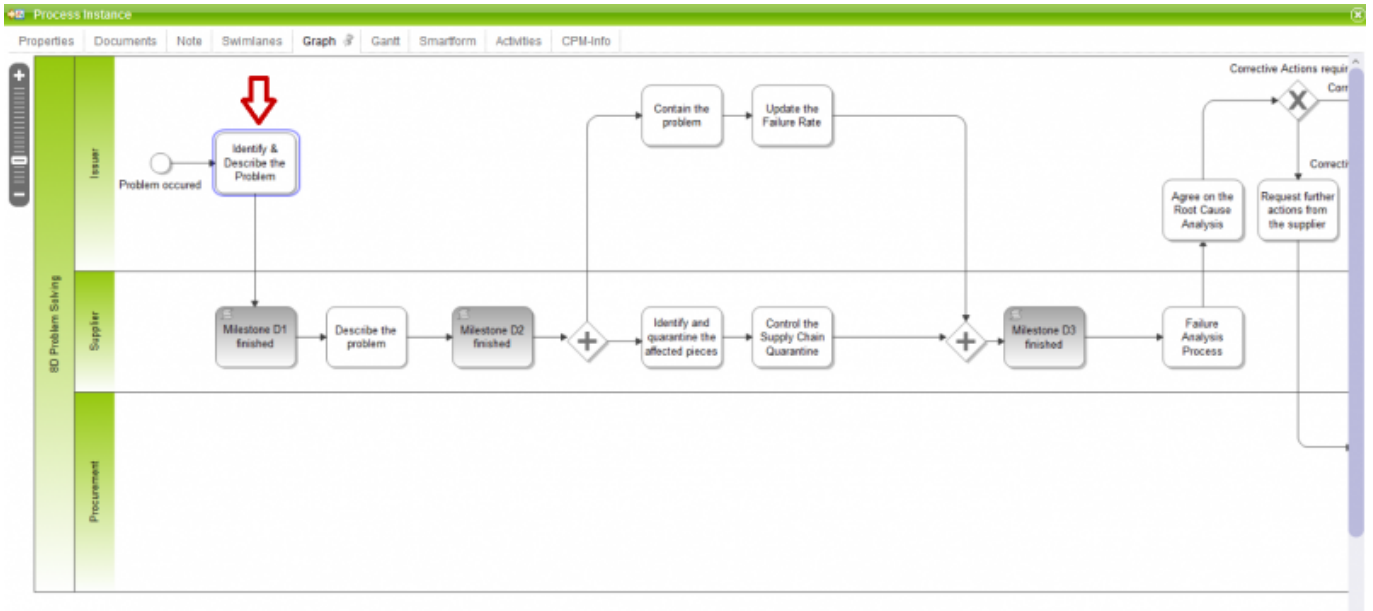 Process Instance
Properties Documents Note Swimlanes Graph Gantt Smartform Activities CPM-Info
8D Problem Solving
Issuer
Problem occured
Identify &
Describe the
Problem
Contain the
problem
Update the
Failure Rate
Agree on the
Root Cause
Analysis
Corrective Actions requir
Corr
Correcti
Request further
actions from
the supplier
Supplier
Milestone D1
finished
Describe the
problem
Milestone D2
finished
Identify and
quarantine the
affected pieces
Control the
Supply Chain
Quarantine
Milestone D3
finished
Failure
Analysis
Process
Procurement